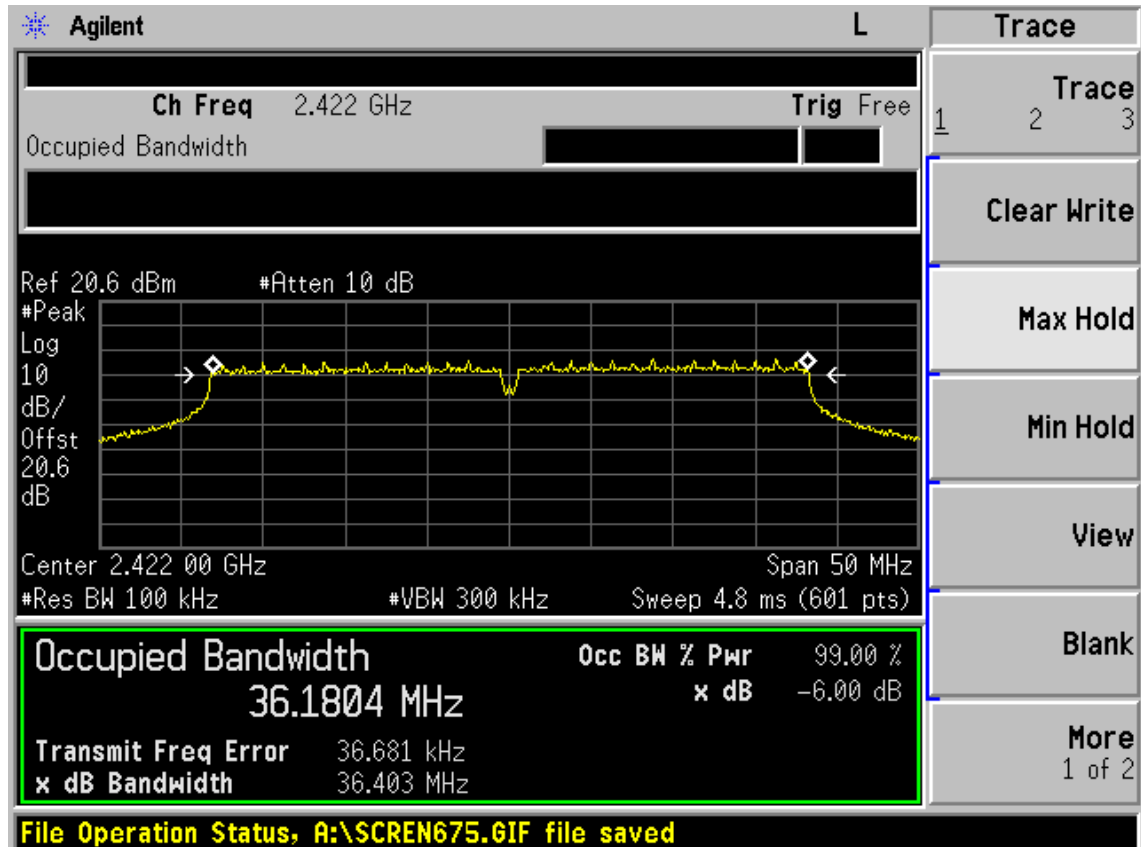 Agilent L Trace
Ch Freq 2.422 GHz Trig Free
Occupied Bandwidth
Ref 20.6 dBm #Atten 10 dB
#Peak
Log
10
dB/
Offst
20.6
dB
Center 2.422 00 GHz Span 50 MHz
#Res BW 100 kHz #VBW 300 kHz Sweep 4.8 ms (601 pts)
Occupied Bandwidth
36.1804 MHz
Occ BW % Pwr 99.00 %
x dB -6.00 dB
Transmit Freq Error 36.681 kHz
x dB Bandwidth 36.403 MHz
File Operation Status, A:\SCREN675.GIF file saved
Trace
1 2 3
Clear Write
Max Hold
Min Hold
View
Blank
More
1 of 2